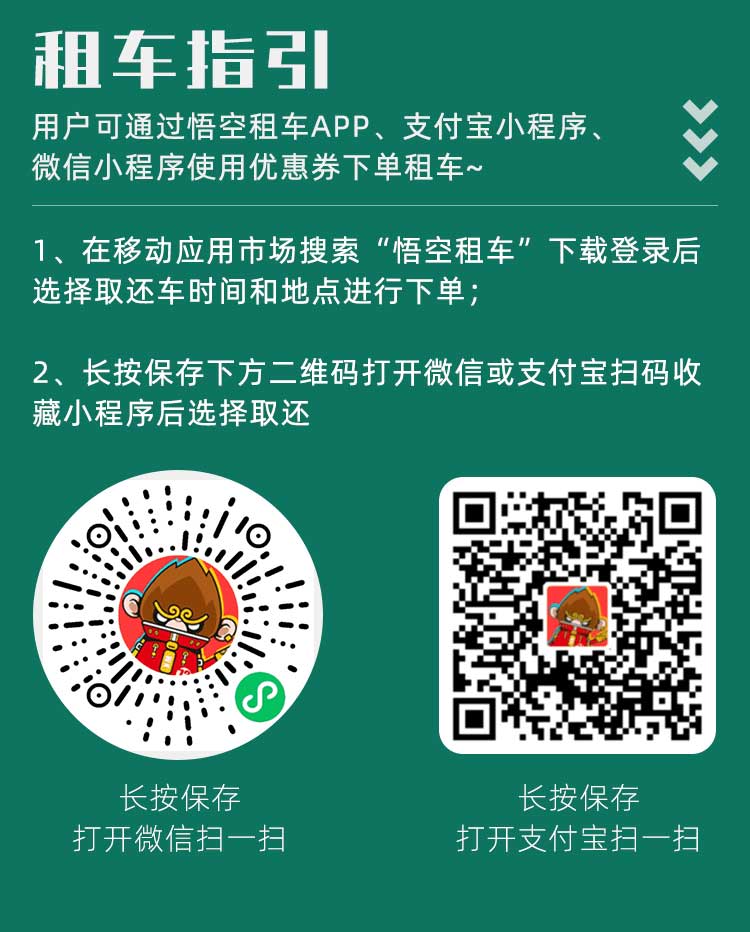 租车指引
用户可通过悟空租车APP、支付宝小程序、
微信小程序使用优惠券下单租车~
1、在移动应用市场搜索“悟空租车”下载登录后
选择取还车时间和地点进行下单；
2、长按保存下方二维码打开微信或支付宝扫码收
藏小程序后选择取还
长按保存
打开微信扫一扫
长按保存
打开支付宝扫一扫